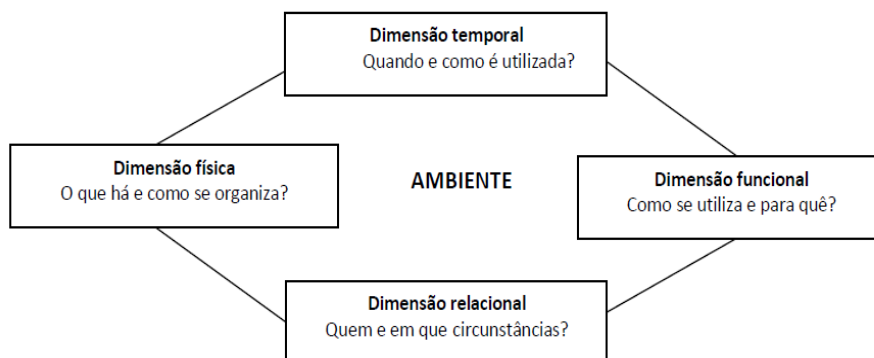 Dimensão temporal
Quando e como é utilizada?
Dimensão física
O que há e como se organiza?
AMBIENTE
Dimensão funcional
Como se utiliza e para quê?
Dimensão relacional
Quem e em que circunstâncias?